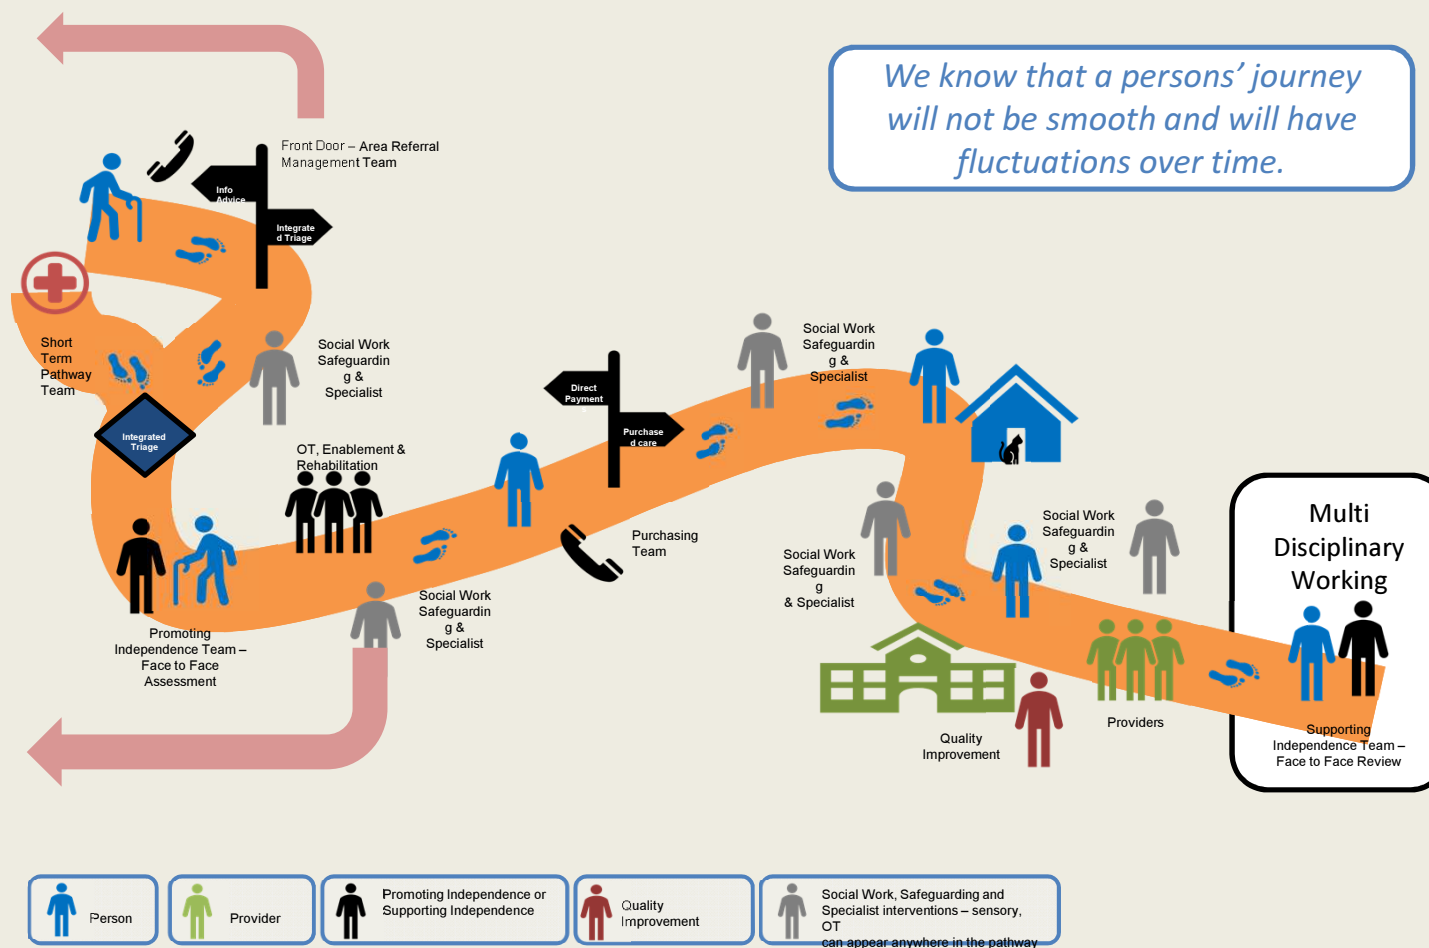 We know that a persons’ journey
will not be smooth and will have
fluctuations over time.
Front Door – Area Referral
Management Team
Info
Advice
Integrate
d Triage
Short
Term
Pathway
Team
Social Work
Safeguardin
g &
Specialist
Integrated
Triage
OT, Enablement &
Rehabilitation
Promoting
Independence Team –
Face to Face
Assessment
Social Work
Safeguardin
g &
Specialist
Direct
Payment
Purchase
d care
Purchasing
Team
Social Work
Safeguardin
g &
Specialist
Social Work
Safeguardin
g
& Specialist
Social Work
Safeguardin
g &
Specialist
Quality
Improvement
Providers
Multi
Disciplinary
Working
Supporting
Independence Team –
Face to Face Review
Person
Provider
Promoting Independence or
Supporting Independence
Quality
Improvement
Social Work, Safeguarding and
Specialist interventions – sensory,
OT
can appear anywhere in the pathway